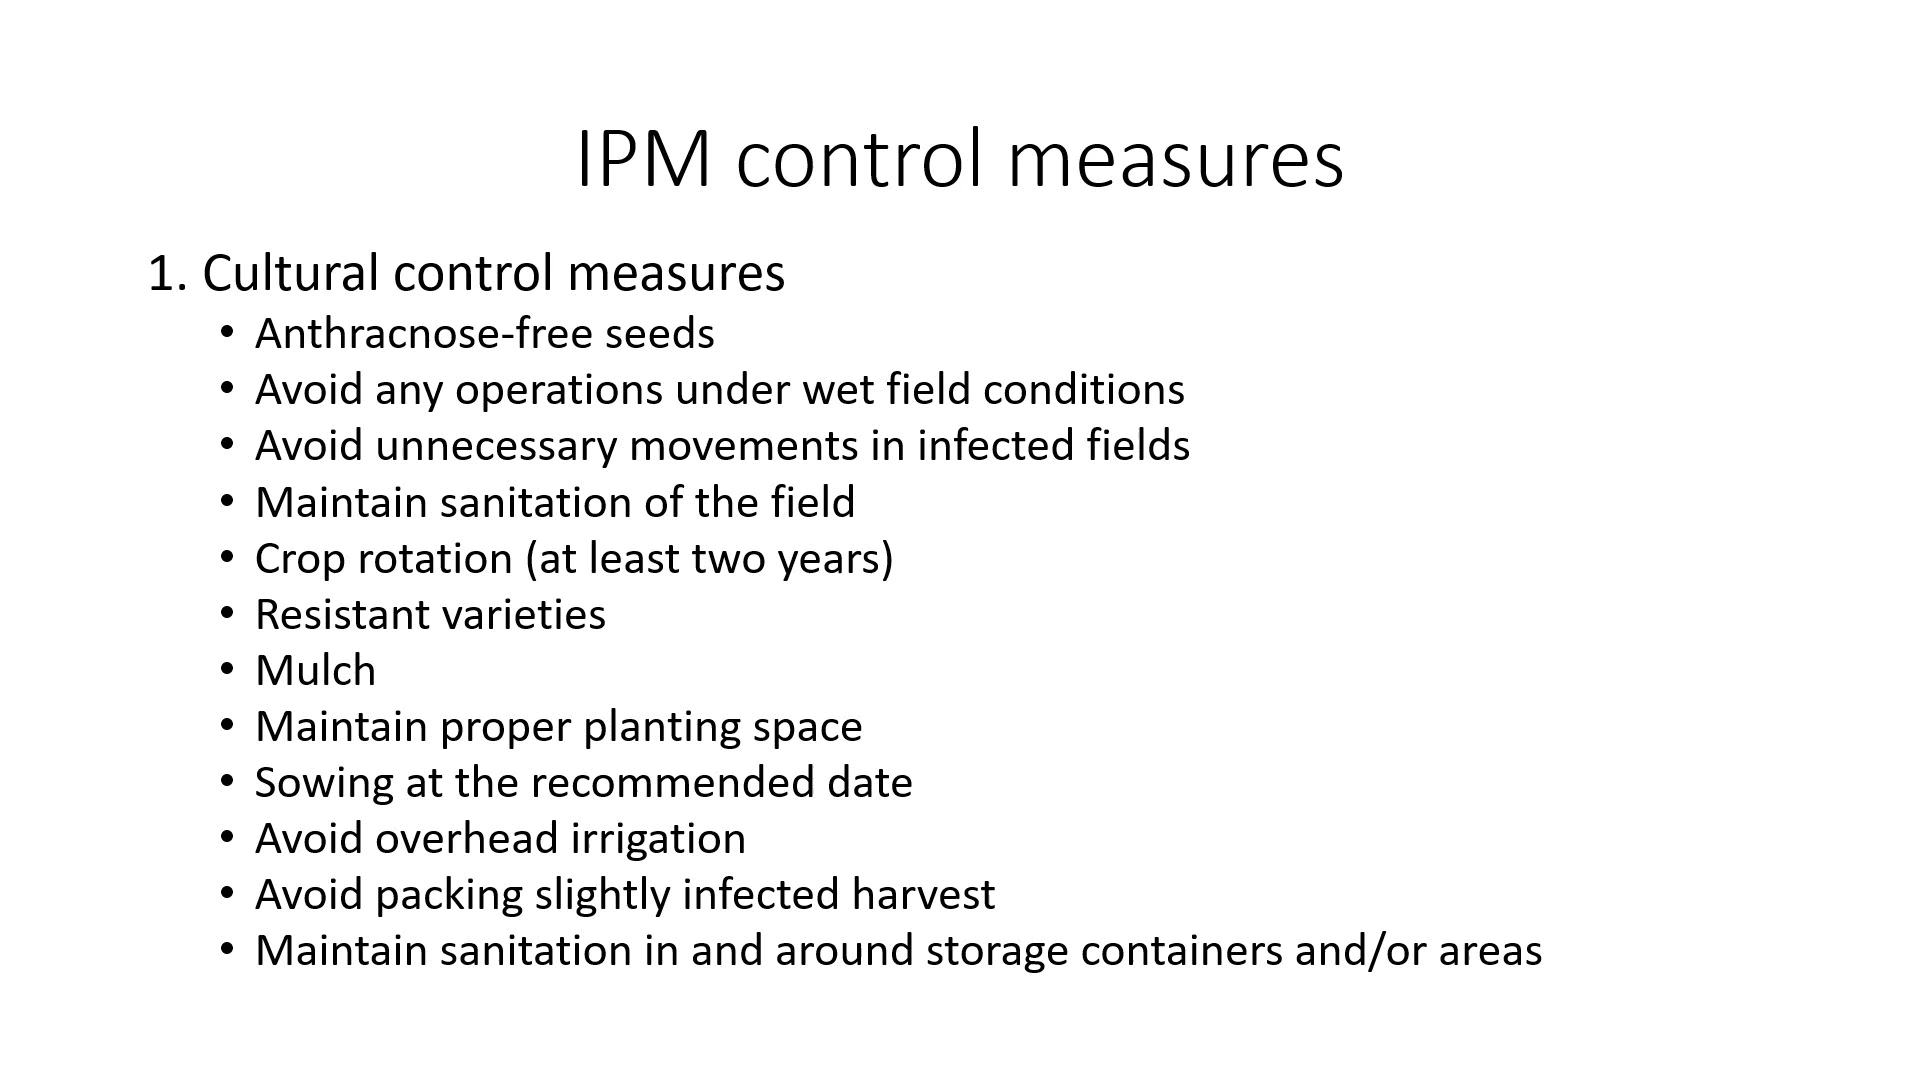 IPM control measures
1. Cultural control measures
• Anthracnose-free seeds
• Avoid any operations under wet field conditions
• Avoid unnecessary movements in infected fields
• Maintain sanitation of the field
• Crop rotation (at least two years)
• Resistant varieties
• Mulch
• Maintain proper planting space
• Sowing at the recommended date
• Avoid overhead irrigation
• Avoid packing slightly infected harvest
• Maintain sanitation in and around storage containers and/or areas